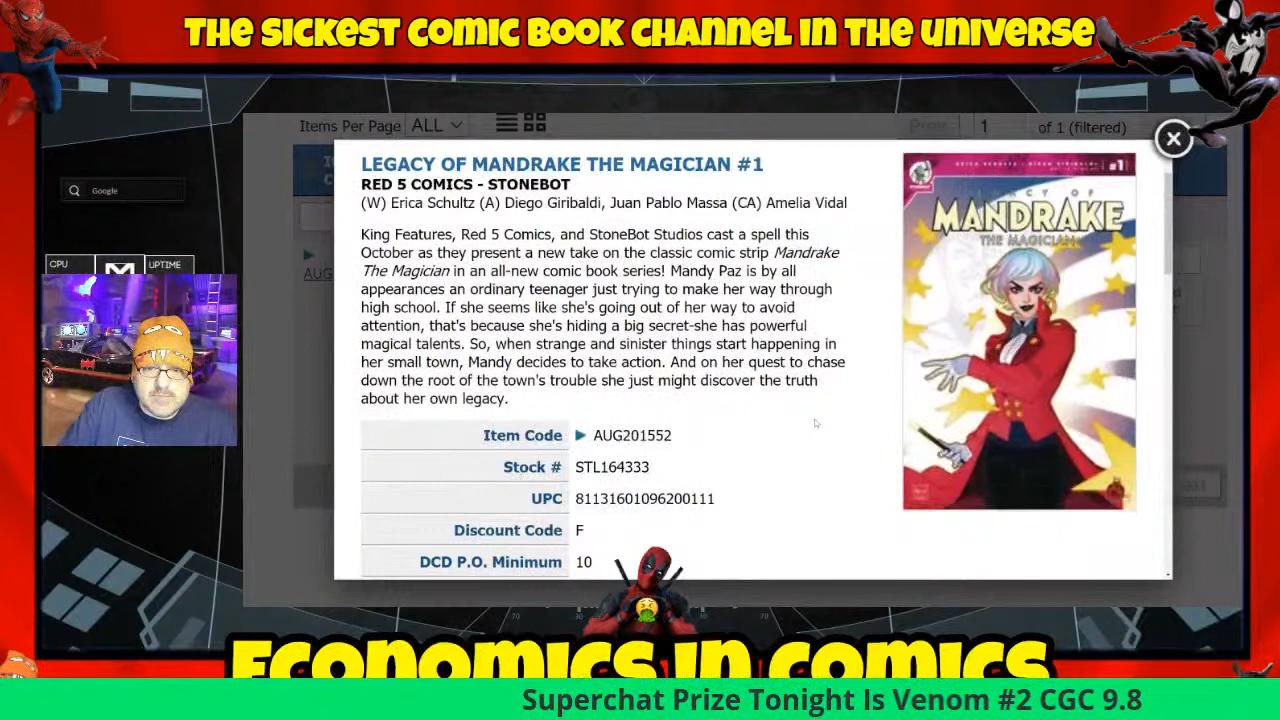 THE SICKEST COMIC BOOK CHANNEL IN THE UNIVERSE
Items Per Page ALL
Prev 1 of 1 (filtered)
Google
CPU
UPTIME
AUG
LEGACY OF MANDRAKE THE MAGICIAN #1
RED 5 COMICS - STONEBOT
(W) Erica Schultz (A) Diego Giribaldi, Juan Pablo Massa (CA) Amelia Vidal
King Features, Red 5 Comics, and StoneBot Studios cast a spell this
October as they present a new take on the classic comic strip Mandrake
The Magician in an all-new comic book series! Mandy Paz is by all
appearances an ordinary teenager just trying to make her way through
high school. If she seems like she's going out of her way to avoid
attention, that's because she's hiding a big secret-she has powerful
magical talents. So, when strange and sinister things start happening in
her small town, Mandy decides to take action. And on her quest to chase
down the root of the town's trouble she just might discover the truth
about her own legacy.
Item Code AUG201552
Stock # STL164333
UPC 81131601096200111
Discount Code F
DCD P.O. Minimum 10
#1
LEGACY OF
MANDRAKE
THE MAGICIAN
ECONOMICS IN COMICS
Superchat Prize Tonight Is Venom #2 CGC 9.8